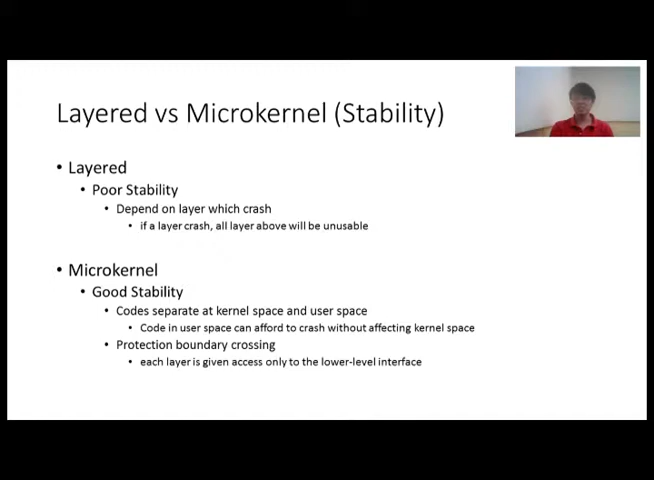 Layered vs Microkernel (Stability)
• Layered
• Poor Stability
• Depend on layer which crash
• if a layer crash, all layer above will be unusable
• Microkernel
• Good Stability
• Codes separate at kernel space and user space
• Code in user space can afford to crash without affecting kernel space
• Protection boundary crossing
• each layer is given access only to the lower-level interface